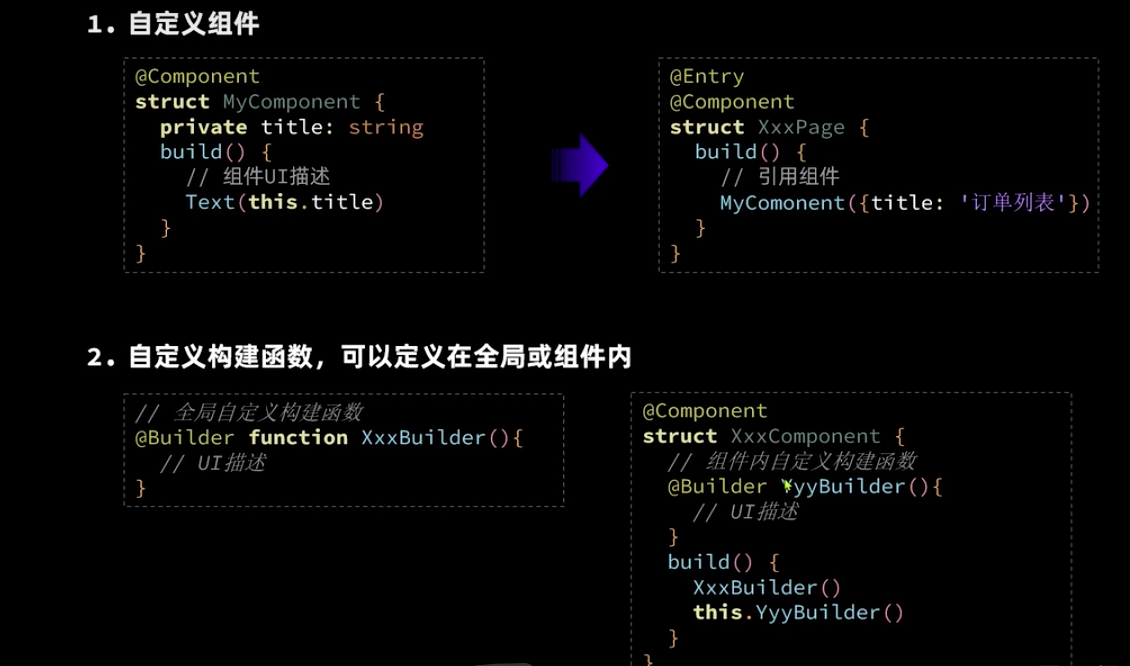 1. 自定义组件
@Component
struct MyComponent {
private title: string
build() {
// 组件UI描述
Text(this.title)
}
}
@Entry
@Component
struct XxxPage {
build() {
// 引用组件
MyComonent({title: '订单列表'})
}
}
2. 自定义构建函数，可以定义在全局或组件内
// 全局自定义构建函数
@Builder function XxxBuilder(){
// UI描述
}
@Component
struct XxxComponent {
// 组件内自定义构建函数
@Builder YyyBuilder(){
// UI描述
}
build() {
XxxBuilder()
this.YyyBuilder()
}
}